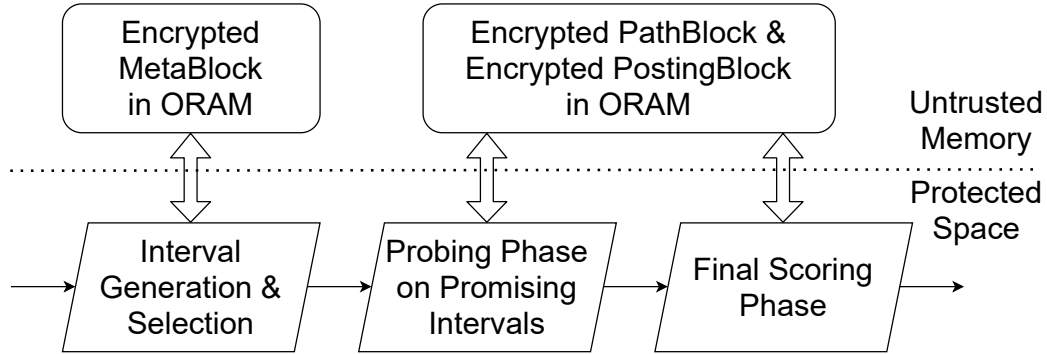 Encrypted
MetaBlock
in ORAM
Encrypted PathBlock &
Encrypted PostingBlock
in ORAM
Untrusted
Memory
Protected
Space
Interval
Generation &
Selection
Probing Phase
on Promising
Intervals
Final Scoring
Phase